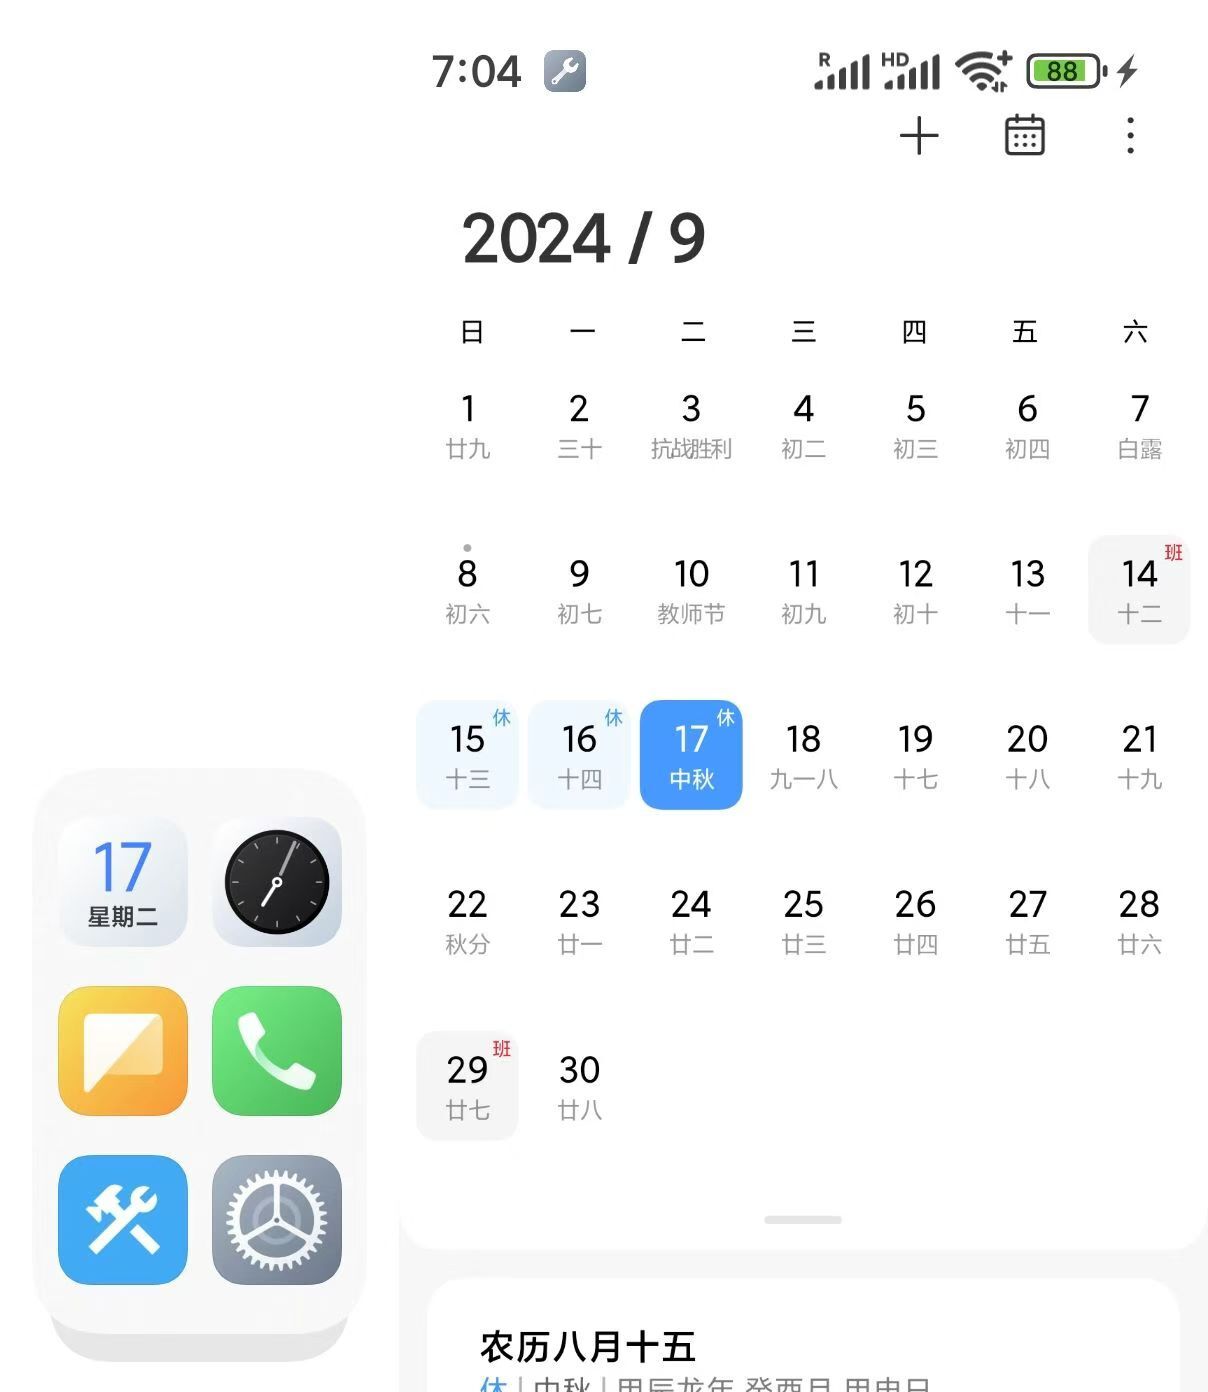 7:04
R HD 88
2024 / 9
日 一 二 三 四 五 六
1 2 3 4 5 6 7
廿九 三十 抗战胜利 初二 初三 初四 白露
班
8 9 10 11 12 13 14
初六 初七 教师节 初九 初十 十一 十二
休 休 休
15 16 17 18 19 20 21
十三 十四 中秋 九一八 十七 十八 十九
22 23 24 25 26 27 28
秋分 廿一 廿二 廿三 廿四 廿五 廿六
班
29 30
廿七 廿八
农历八月十五
休 | 中秋 | 甲辰龙年 癸酉月 甲申日
17
星期二